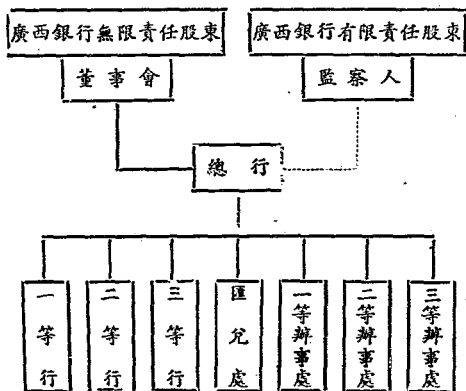 廣西銀行無限責任股東
廣西銀行有限責任股東
董事會
監察人
總行
一等行
二等行
三等行
匯兌處
一等辦事處
二等辦事處
三等辦事處